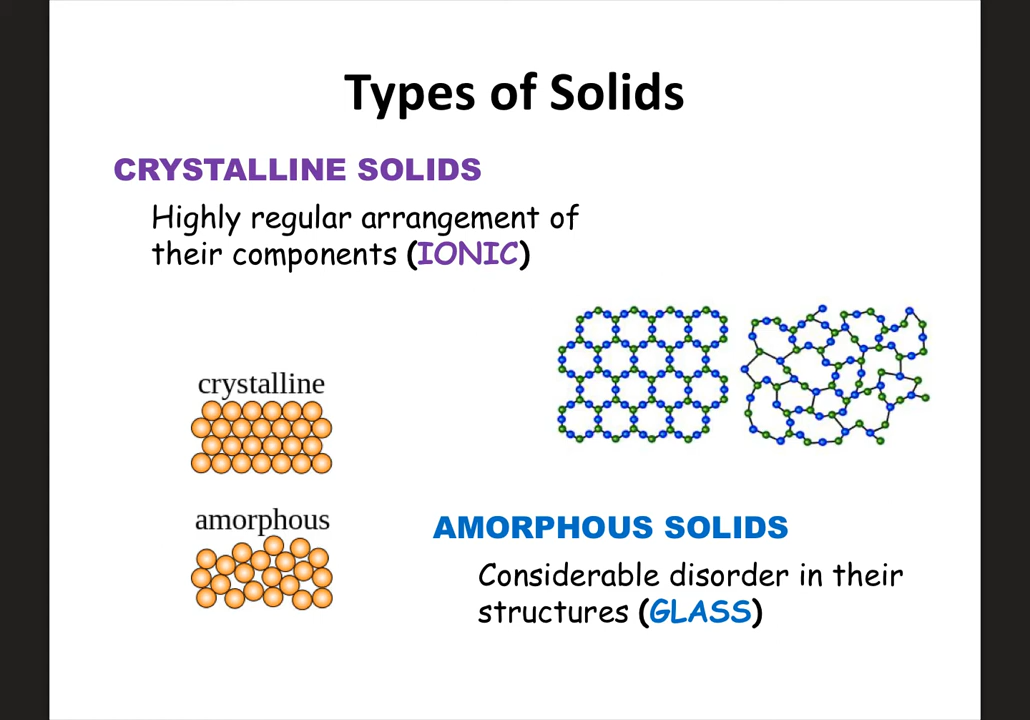 Types of Solids
CRYSTALLINE SOLIDS
Highly regular arrangement of
their components (IONIC)
crystalline
amorphous
AMORPHOUS SOLIDS
Considerable disorder in their
structures (GLASS)